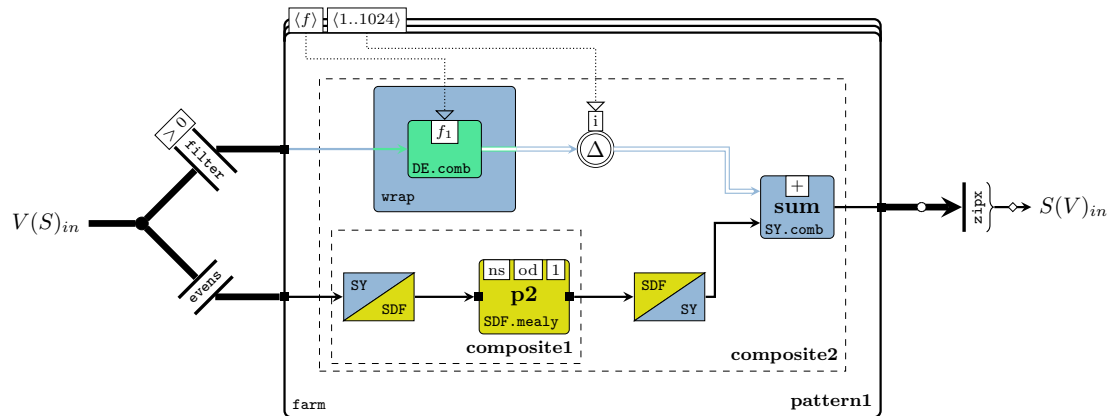 ⟨f⟩ ⟨1..1024⟩
>0
filter
f₁
DE.comb
wrap
i
Δ
+
sum
SY.comb
V(S)ᵢₙ
zipx
S(V)ᵢₙ
evens
SY
SDF
ns od 1
p2
SDF.mealy
SDF
SY
composite1
composite2
farm
pattern1